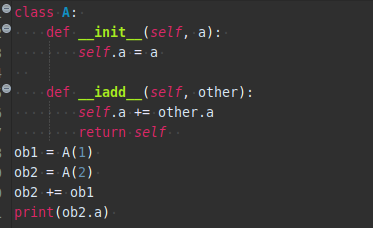 class A:
    def __init__(self, a):
        self.a = a

    def __iadd__(self, other):
        self.a += other.a
        return self
ob1 = A(1)
ob2 = A(2)
ob2 += ob1
print(ob2.a)